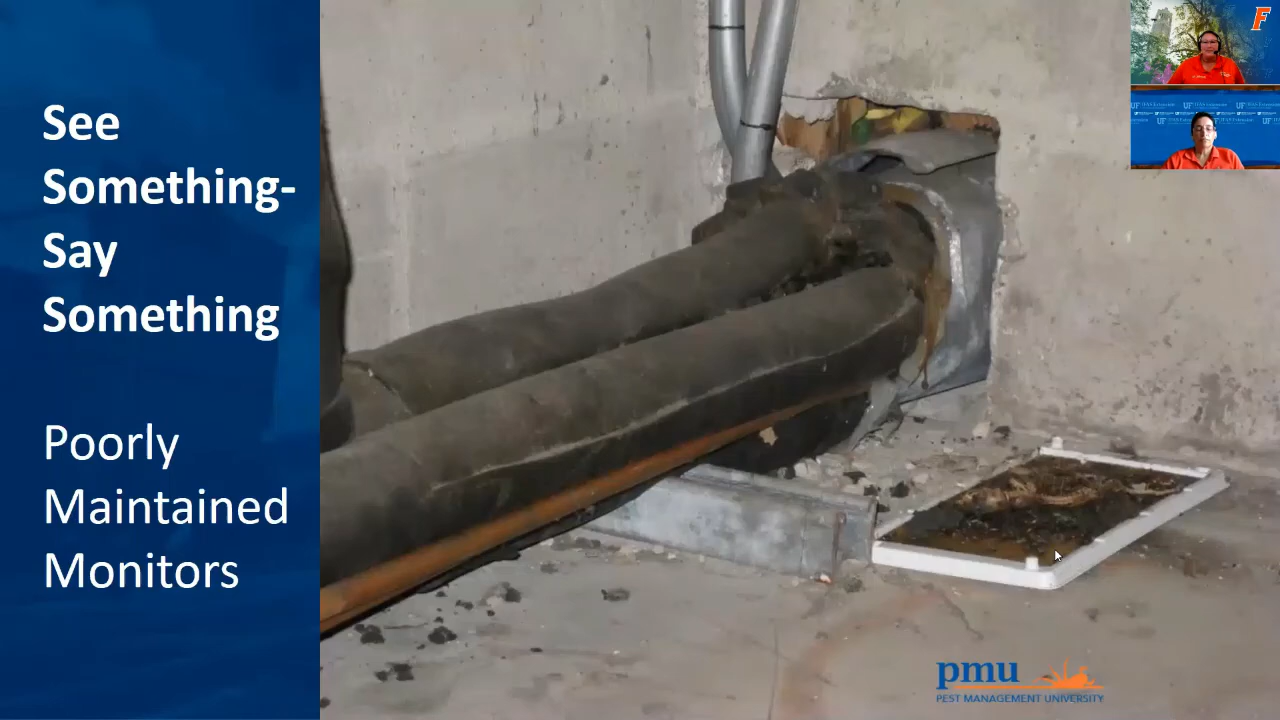 See
Something-
Say
Something
Poorly
Maintained
Monitors
F
pmu
PEST MANAGEMENT UNIVERSITY